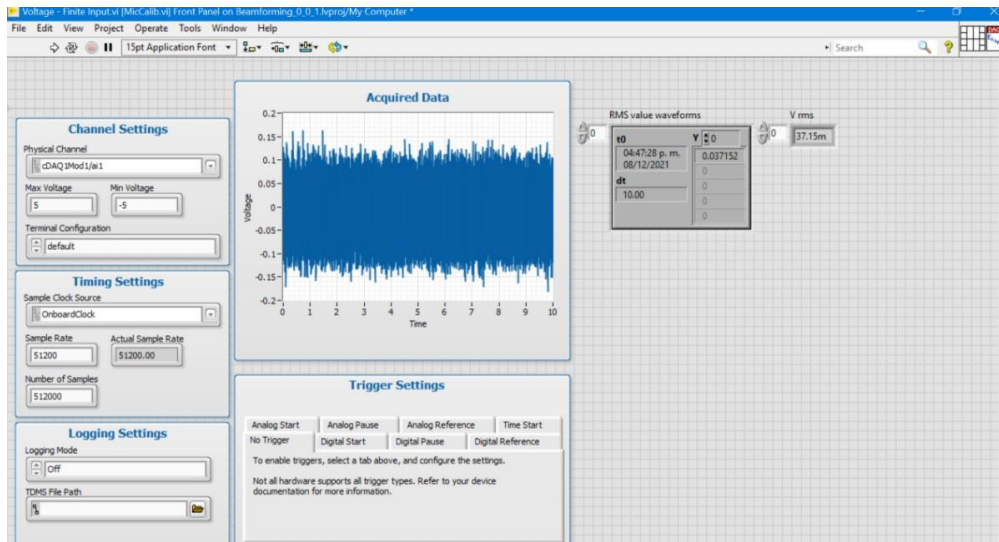 Voltage - Finite Input.vi [MicCalib.vi] Front Panel on Beamforming_0_0_1.lvproj/My Computer *
File Edit View Project Operate Tools Window Help
15pt Application Font
Search
Channel Settings
Physical Channel
cDAQ1Mod1/ai1
Max Voltage Min Voltage
5 -5
Terminal Configuration
default
Timing Settings
Sample Clock Source
OnboardClock
Sample Rate Actual Sample Rate
51200 51200.00
Number of Samples
512000
Logging Settings
Logging Mode
Off
TDMS File Path
Acquired Data
Voltage
0.2
0.15
0.1
0.05
0
-0.05
-0.1
-0.15
-0.2
0 1 2 3 4 5 6 7 8 9 10
Time
Trigger Settings
Analog Start Analog Pause Analog Reference Time Start
No Trigger Digital Start Digital Pause Digital Reference
To enable triggers, select a tab above, and configure the settings.
Not all hardware supports all trigger types. Refer to your device
documentation for more information.
RMS value waveforms
0
t0 Y 0
04:47:28 p. m.
08/12/2021
0.037152
0
dt
10.00
0
0
0
V rms
0 37.15m